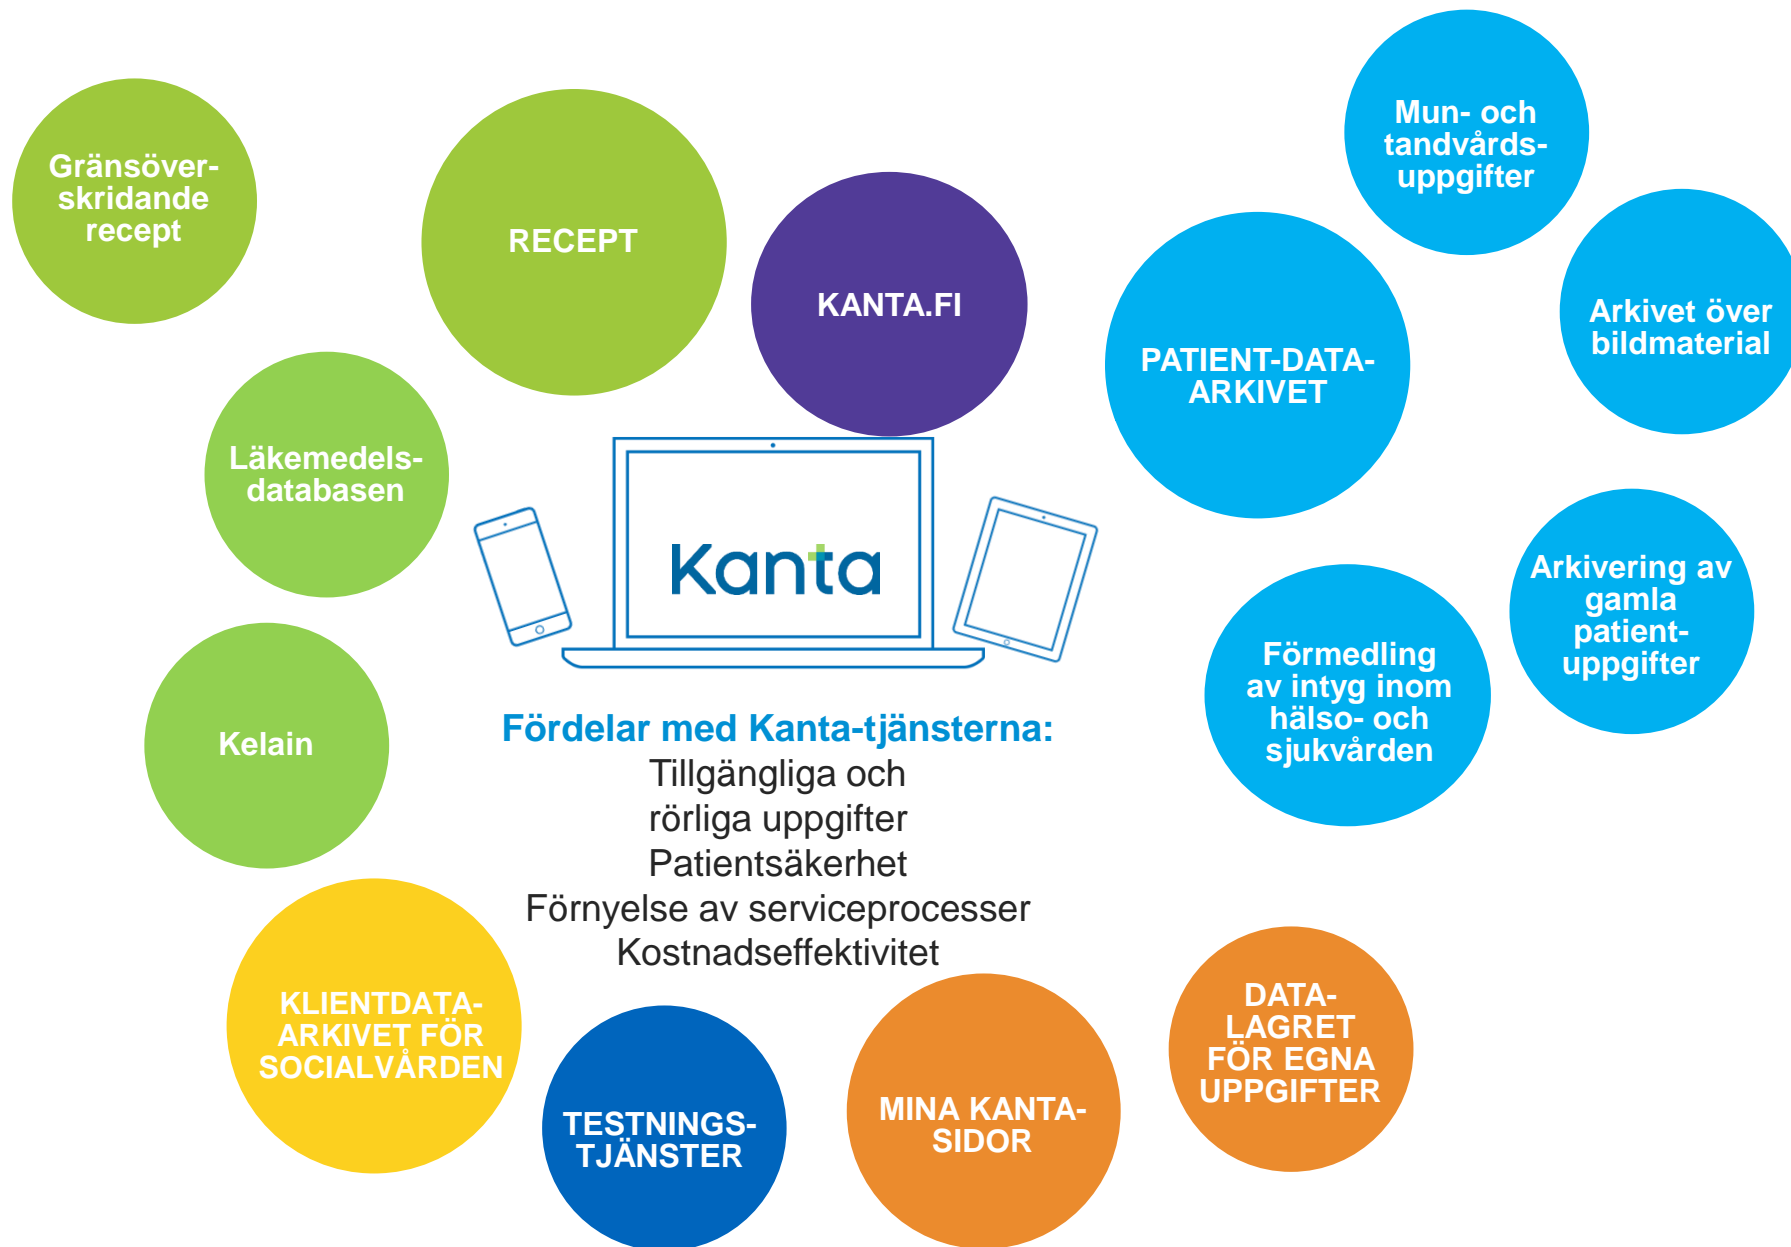 Gränsöver-
skridande
recept
RECEPT
KANTA.FI
Mun- och
tandvårds-
uppgifter
Arkivet över
bildmaterial
PATIENT-DATA-
ARKIVET
Läkemedels-
databasen
Kanta
Arkivering av
gamla
patient-
uppgifter
Förmedling
av intyg inom
hälso- och
sjukvården
Kelain
Fördelar med Kanta-tjänsterna:
Tillgängliga och
rörliga uppgifter
Patientsäkerhet
Förnyelse av serviceprocesser
Kostnadseffektivitet
KLIENTDATA-
ARKIVET FÖR
SOCIALVÅRDEN
TESTNINGS-
TJÄNSTER
MINA KANTA-
SIDOR
DATA-
LAGRET
FÖR EGNA
UPPGIFTER